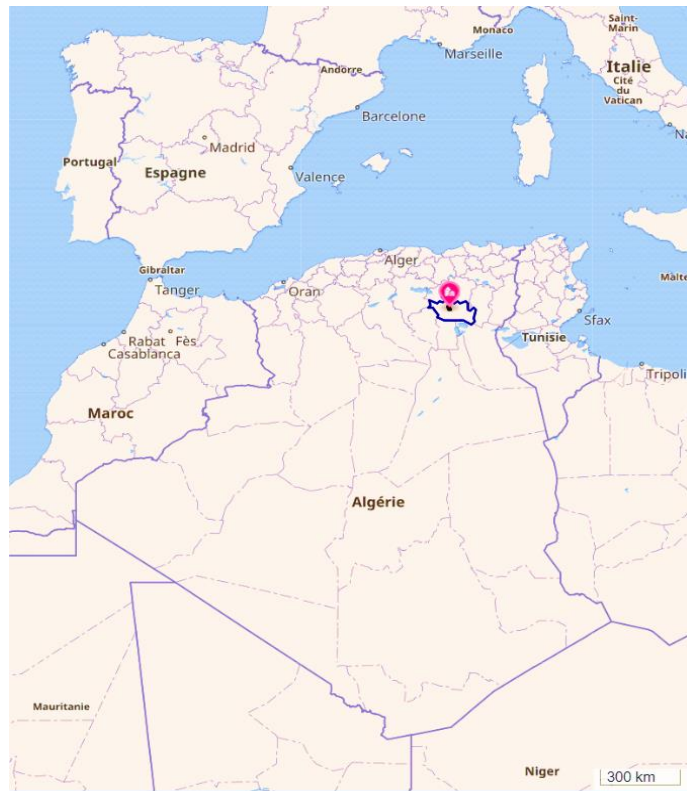 Saint-
Marin
Monaco
Marseille
Italie
Andorre
Cité
du
Vatican
Barcelone
Na
Madrid
Portugal
Espagne
Valence
Gibraltar
Alger
Malte
Tanger
Oran
Sfax
Rabat Fès
Casablanca
Tunisie
Tripoli
Maroc
Algérie
Mauritanie
Niger
300 km